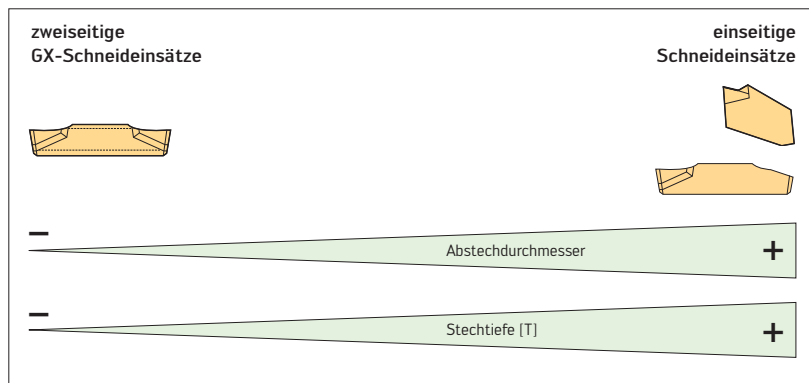 zweiseitige
GX-Schneideinsätze
einseitige
Schneideinsätze
− Abstechdurchmesser +
− Stechtiefe [T] +